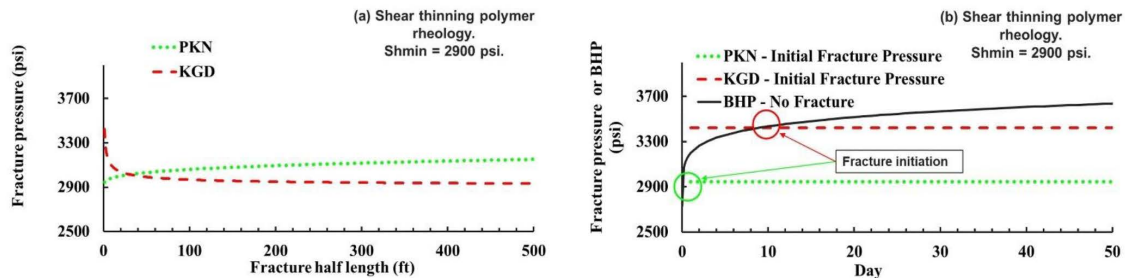 (a) Shear thinning polymer
rheology.
Shmin = 2900 psi.
PKN
KGD
Fracture pressure (psi)
3700
3300
2900
2500
0 100 200 300 400 500
Fracture half length (ft)
(b) Shear thinning polymer
rheology.
Shmin = 2900 psi.
PKN - Initial Fracture Pressure
KGD - Initial Fracture Pressure
BHP - No Fracture
Fracture pressure or BHP
(psi)
3700
3300
2900
2500
Fracture initiation
0 10 20 30 40 50
Day